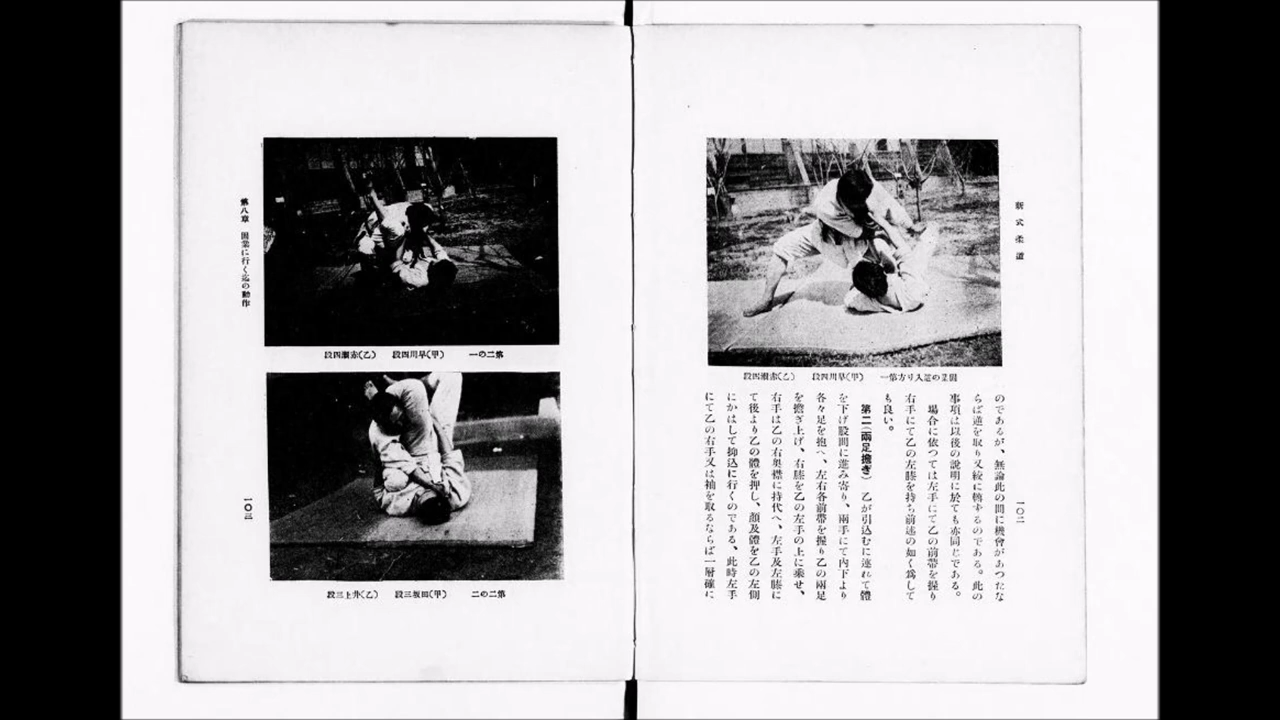 新式柔道
固業の這入り方第一 (甲)早川四段 (乙)赤瀬四段
のであるが、無論此の間に機會があつたな
らば逆を取り又絞に轉ずるのである。此の
事項は以後の說明に於ても亦同じである。
場合に依つては左手にて乙の前帶を握り
右手にて乙の左膝を持ち前述の如く爲して
も良い。
第二(兩足擔ぎ) 乙が引込むに連れて體
を下げ股間に進み寄り、兩手にて內下より
各々足を抱へ、左右各前帶を握り乙の兩足
を擔ぎ上げ、右膝を乙の左手の上に乘せ、
右手は乙の右奧襟に持代へ、左手及左膝に
て後より乙の體を押し、顏及體を乙の左側
にかはして抑込に行くのである、此時左手
にて乙の右手又は袖を取るならば一層確に
一〇二
第二の一 (甲)早川四段 (乙)赤瀬四段
第二の二 (甲)田坂三段 (乙)井上三段
第八章 固業に行く迄の動作
一〇三